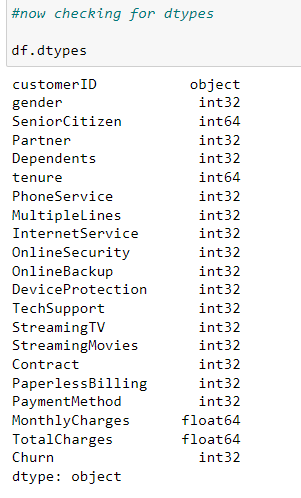 #now checking for dtypes
df.dtypes
customerID object
gender int32
SeniorCitizen int64
Partner int32
Dependents int32
tenure int64
PhoneService int32
MultipleLines int32
InternetService int32
OnlineSecurity int32
OnlineBackup int32
DeviceProtection int32
TechSupport int32
StreamingTV int32
StreamingMovies int32
Contract int32
PaperlessBilling int32
PaymentMethod int32
MonthlyCharges float64
TotalCharges float64
Churn int32
dtype: object